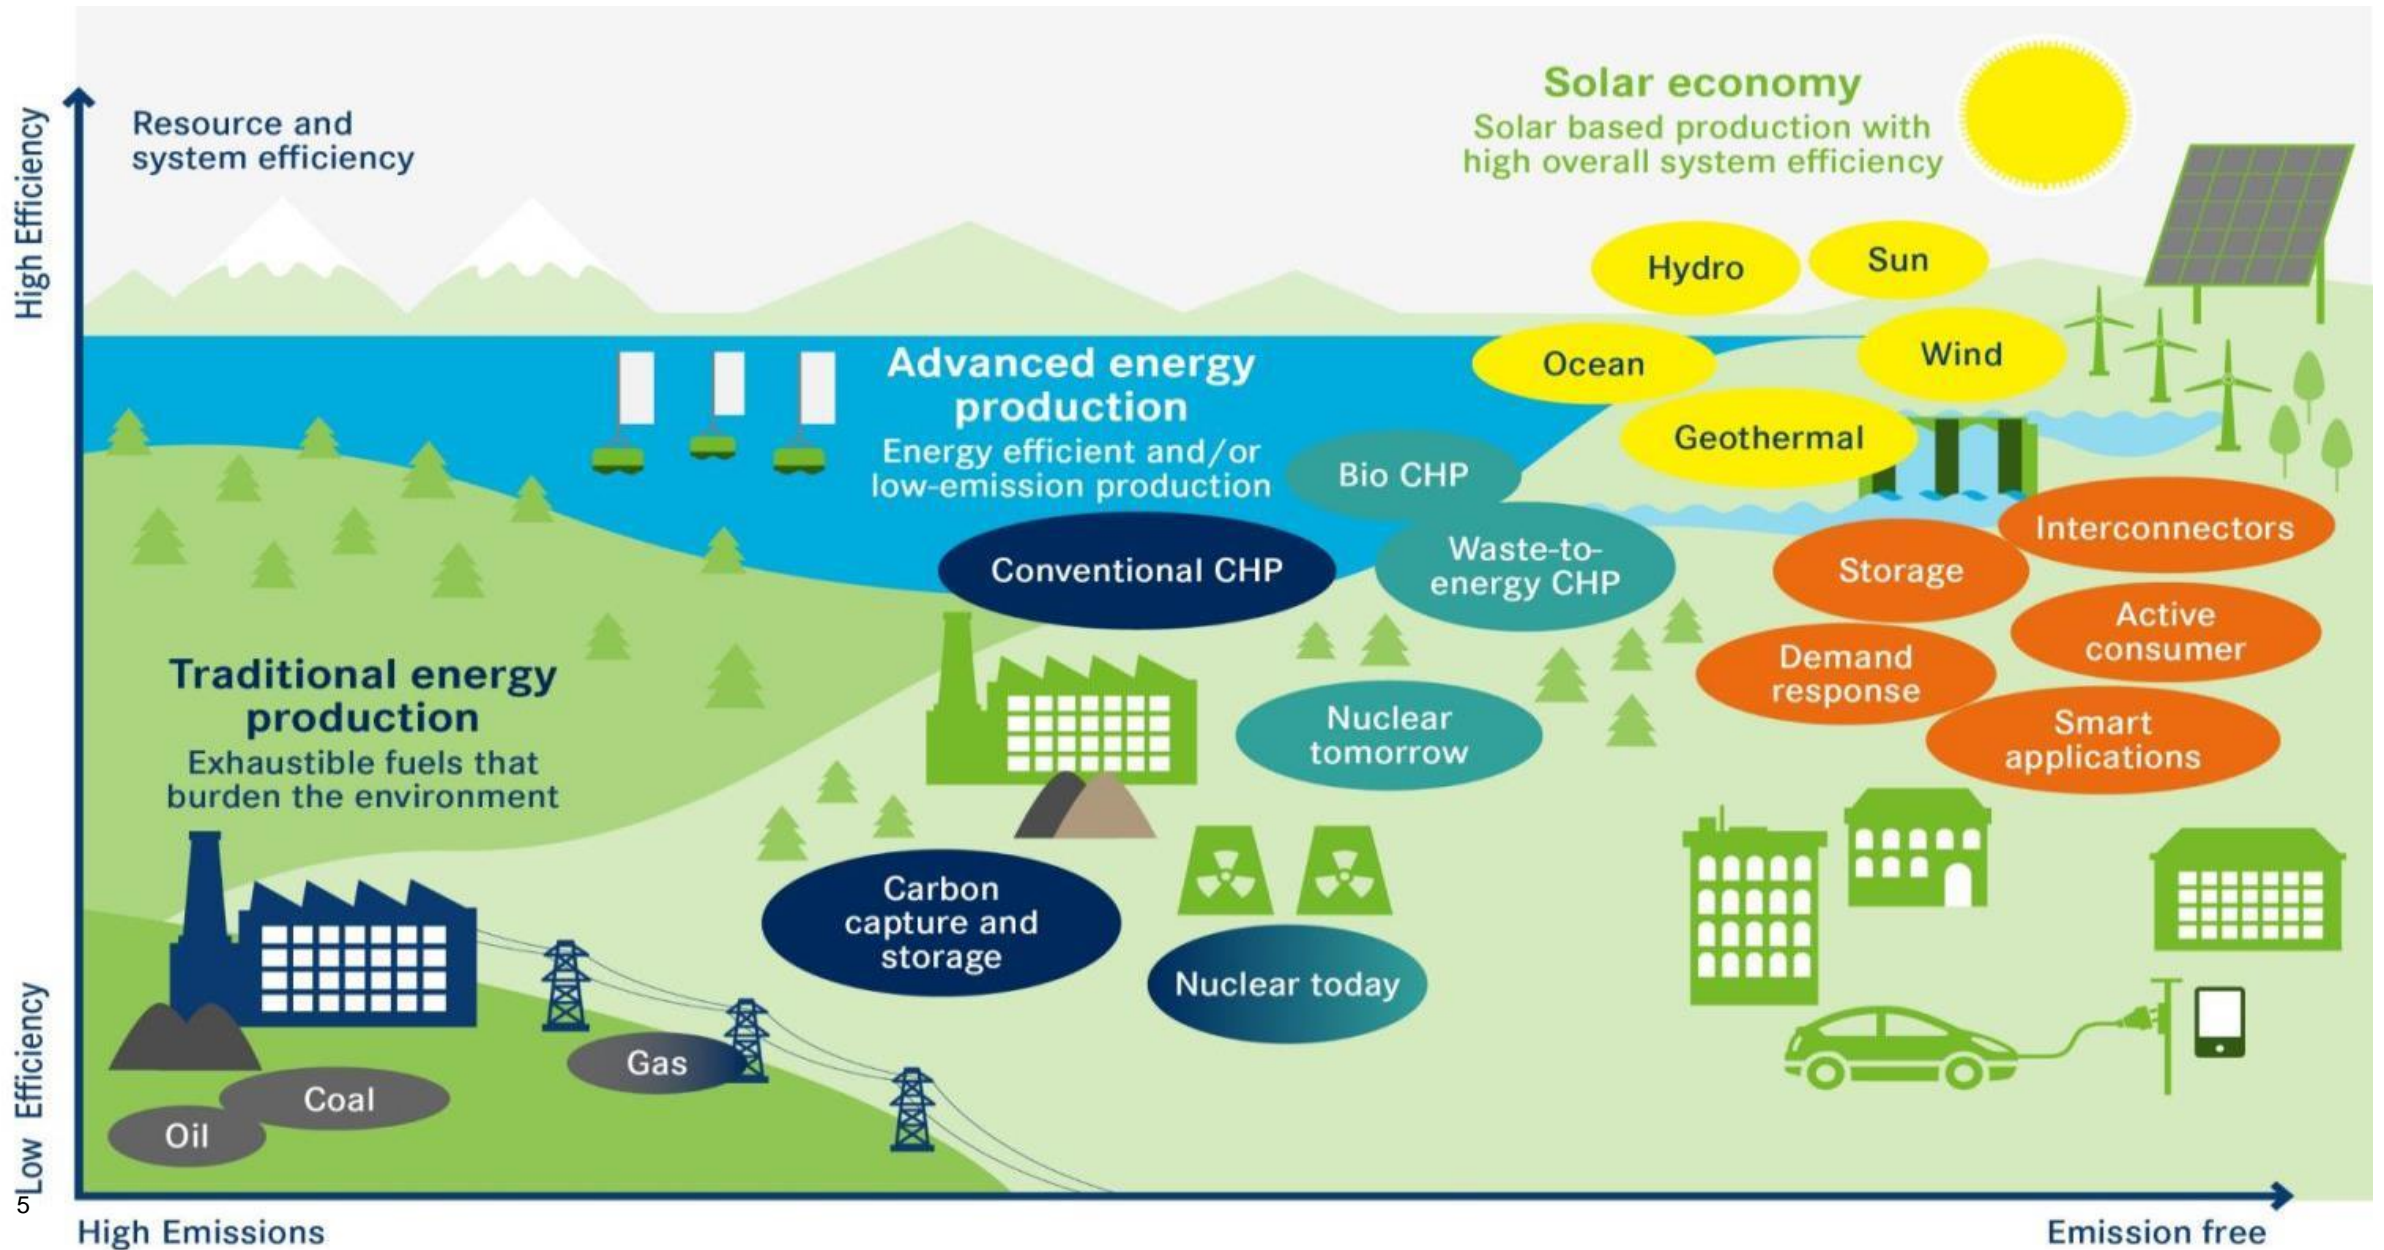 High Efficiency
Resource and
system efficiency
Solar economy
Solar based production with
high overall system efficiency
Hydro
Sun
Ocean
Wind
Geothermal
Advanced energy
production
Energy efficient and/or
low-emission production
Bio CHP
Conventional CHP
Waste-to-
energy CHP
Interconnectors
Storage
Active
consumer
Demand
response
Smart
applications
Nuclear
tomorrow
Traditional energy
production
Exhaustible fuels that
burden the environment
Carbon
capture and
storage
Nuclear today
Gas
Coal
Oil
Low Efficiency
5
High Emissions
Emission free